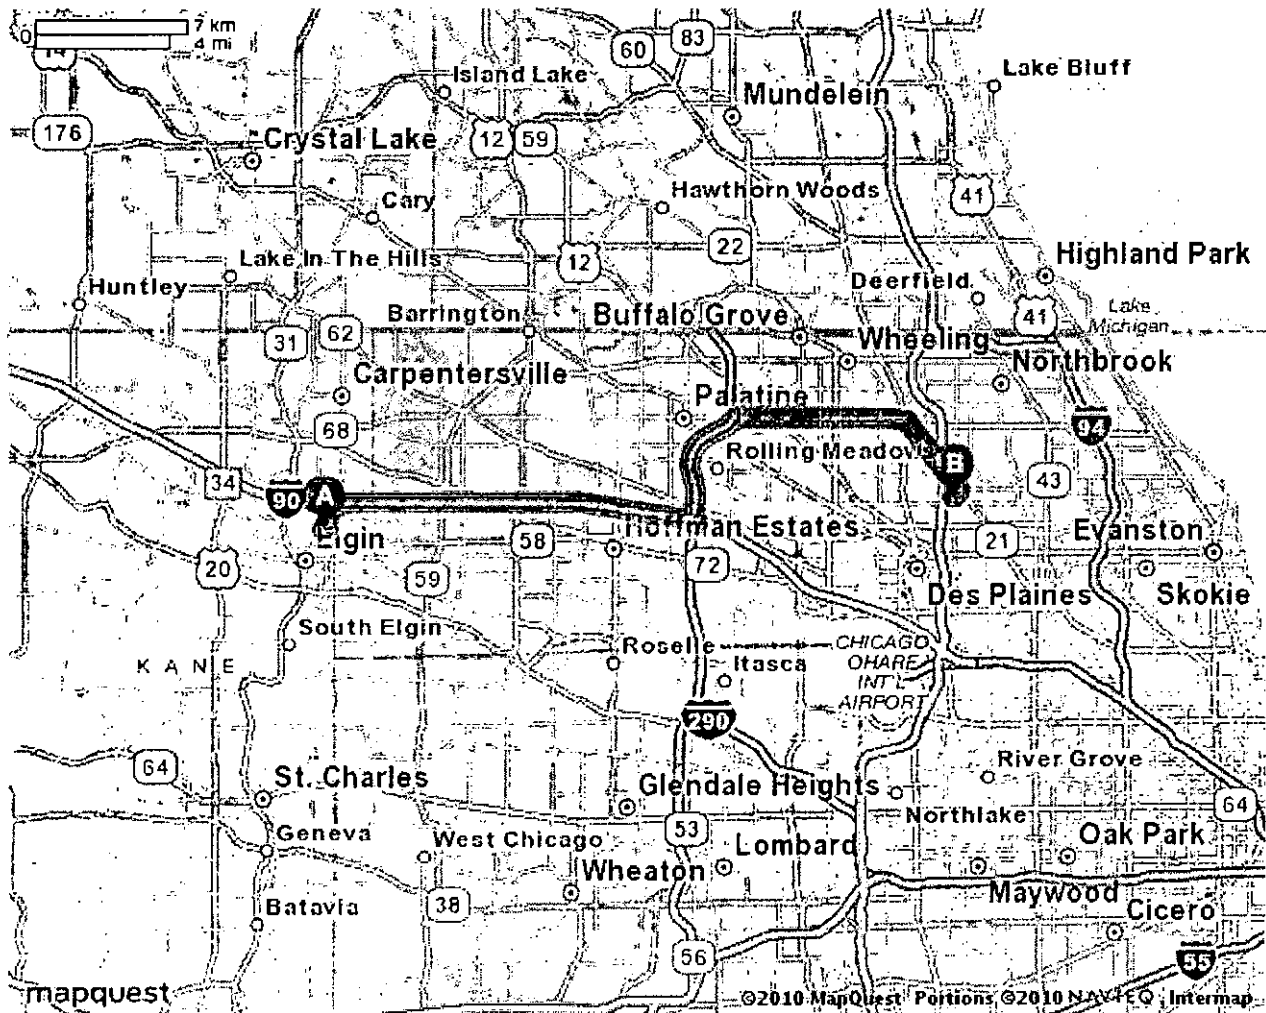 0 7 km
4 mi
14
60
83
Lake Bluff
Island Lake
Mundelein
176
Crystal Lake
12
59
Hawthorn Woods
41
Cary
22
Lake In The Hills
12
Highland Park
Huntley
Deerfield
Barrington
Buffalo Grove
41
Lake
Michigan
31
62
Wheeling
Northbrook
Carpentersville
Palatine
68
94
Rolling Meadows
B
34
90
A
43
Hoffman Estates
Elgin
58
21
Evanston
20
59
72
Des Plaines
Skokie
South Elgin
Roselle
CHICAGO
OHARE
INT'L
AIRPORT
KANE
Itasca
290
64
St. Charles
Glendale Heights
River Grove
64
Northlake
Geneva
West Chicago
53
Lombard
Oak Park
Wheaton
Maywood
Batavia
38
Cicero
56
55
mapquest
©2010 MapQuest Portions ©2010 NAVTEQ, Intermap